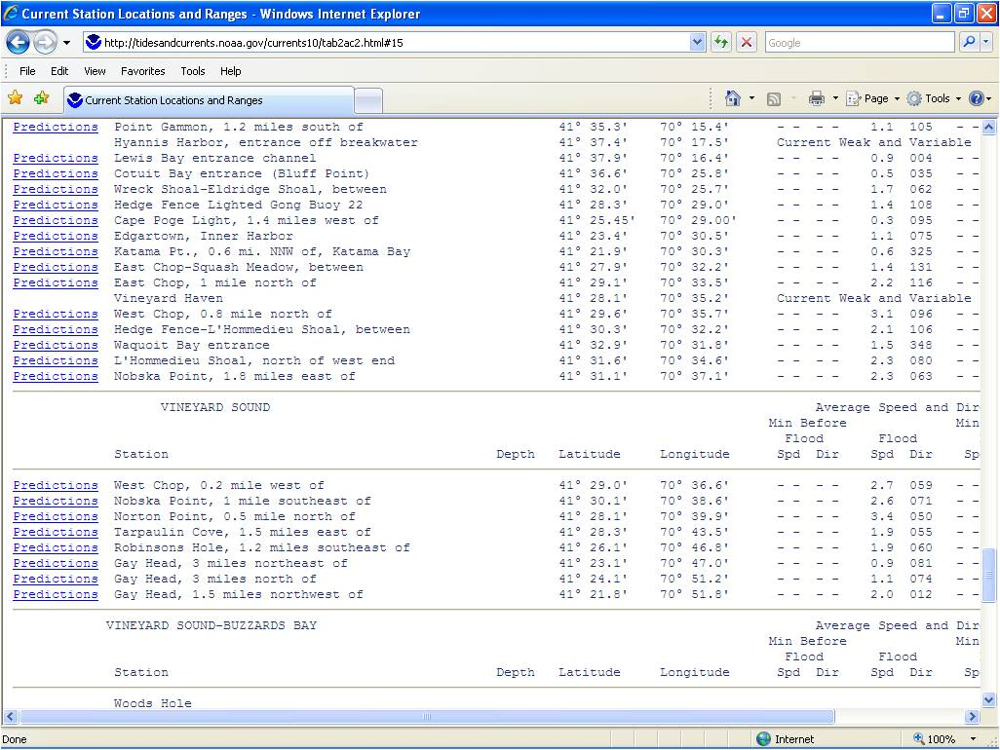 Current Station Locations and Ranges - Windows Internet Explorer
http://tidesandcurrents.noaa.gov/currents10/tab2ac2.html#15
Google
File Edit View Favorites Tools Help
Current Station Locations and Ranges
Page Tools
Predictions Point Gammon, 1.2 miles south of 41° 35.3' 70° 15.4' - - - - 1.1 105 - -
Hyannis Harbor, entrance off breakwater 41° 37.4' 70° 17.5' Current Weak and Variable
Predictions Lewis Bay entrance channel 41° 37.9' 70° 16.4' - - - - 0.9 004 - -
Predictions Cotuit Bay entrance (Bluff Point) 41° 36.6' 70° 25.8' - - - - 0.5 035 - -
Predictions Wreck Shoal-Eldridge Shoal, between 41° 32.0' 70° 25.7' - - - - 1.7 062 - -
Predictions Hedge Fence Lighted Gong Buoy 22 41° 28.3' 70° 29.0' - - - - 1.4 108 - -
Predictions Cape Poge Light, 1.4 miles west of 41° 25.45' 70° 29.00' - - - - 0.3 095 - -
Predictions Edgartown, Inner Harbor 41° 23.4' 70° 30.5' - - - - 1.1 075 - -
Predictions Katama Pt., 0.6 mi. NNW of, Katama Bay 41° 21.9' 70° 30.3' - - - - 0.6 325 - -
Predictions East Chop-Squash Meadow, between 41° 27.9' 70° 32.2' - - - - 1.4 131 - -
Predictions East Chop, 1 mile north of 41° 29.1' 70° 33.5' - - - - 2.2 116 - -
Vineyard Haven 41° 28.1' 70° 35.2' Current Weak and Variable
Predictions West Chop, 0.8 mile north of 41° 29.6' 70° 35.7' - - - - 3.1 096 - -
Predictions Hedge Fence-L'Hommedieu Shoal, between 41° 30.3' 70° 32.2' - - - - 2.1 106 - -
Predictions Waquoit Bay entrance 41° 32.9' 70° 31.8' - - - - 1.5 348 - -
Predictions L'Hommedieu Shoal, north of west end 41° 31.6' 70° 34.6' - - - - 2.3 080 - -
Predictions Nobska Point, 1.8 miles east of 41° 31.1' 70° 37.1' - - - - 2.3 063 - -
VINEYARD SOUND Average Speed and Dir
Min Before Min
Flood Flood
Station Depth Latitude Longitude Spd Dir Spd Dir Sp
Predictions West Chop, 0.2 mile west of 41° 29.0' 70° 36.6' - - - - 2.7 059 - -
Predictions Nobska Point, 1 mile southeast of 41° 30.1' 70° 38.6' - - - - 2.6 071 - -
Predictions Norton Point, 0.5 mile north of 41° 28.1' 70° 39.9' - - - - 3.4 050 - -
Predictions Tarpaulin Cove, 1.5 miles east of 41° 28.3' 70° 43.5' - - - - 1.9 055 - -
Predictions Robinsons Hole, 1.2 miles southeast of 41° 26.1' 70° 46.8' - - - - 1.9 060 - -
Predictions Gay Head, 3 miles northeast of 41° 23.1' 70° 47.0' - - - - 0.9 081 - -
Predictions Gay Head, 3 miles north of 41° 24.1' 70° 51.2' - - - - 1.1 074 - -
Predictions Gay Head, 1.5 miles northwest of 41° 21.8' 70° 51.8' - - - - 2.0 012 - -
VINEYARD SOUND-BUZZARDS BAY Average Speed and Dir
Min Before Min
Flood Flood
Station Depth Latitude Longitude Spd Dir Spd Dir Sp
Woods Hole
Done Internet 100%